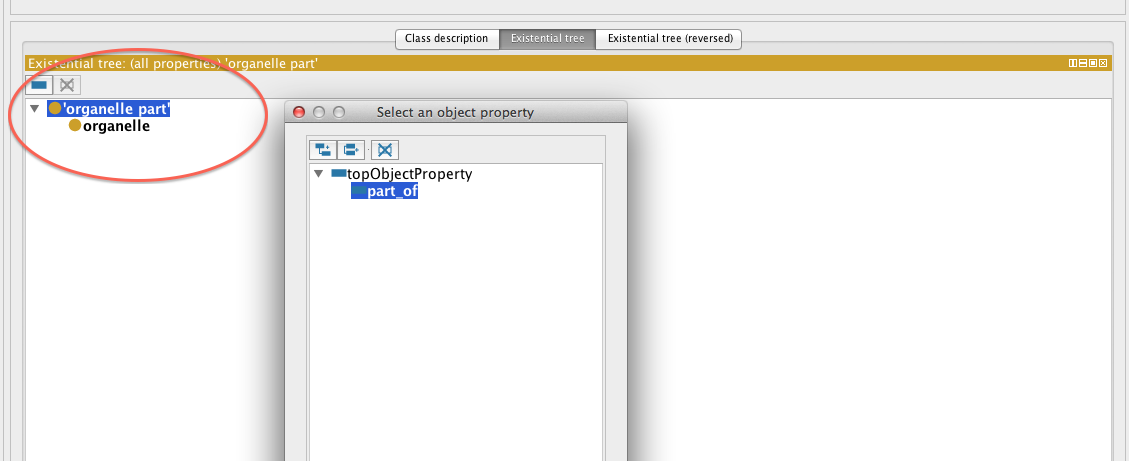 Class description Existential tree Existential tree (reversed)
Existential tree: (all properties) 'organelle part'
'organelle part'
organelle
Select an object property
topObjectProperty
part_of